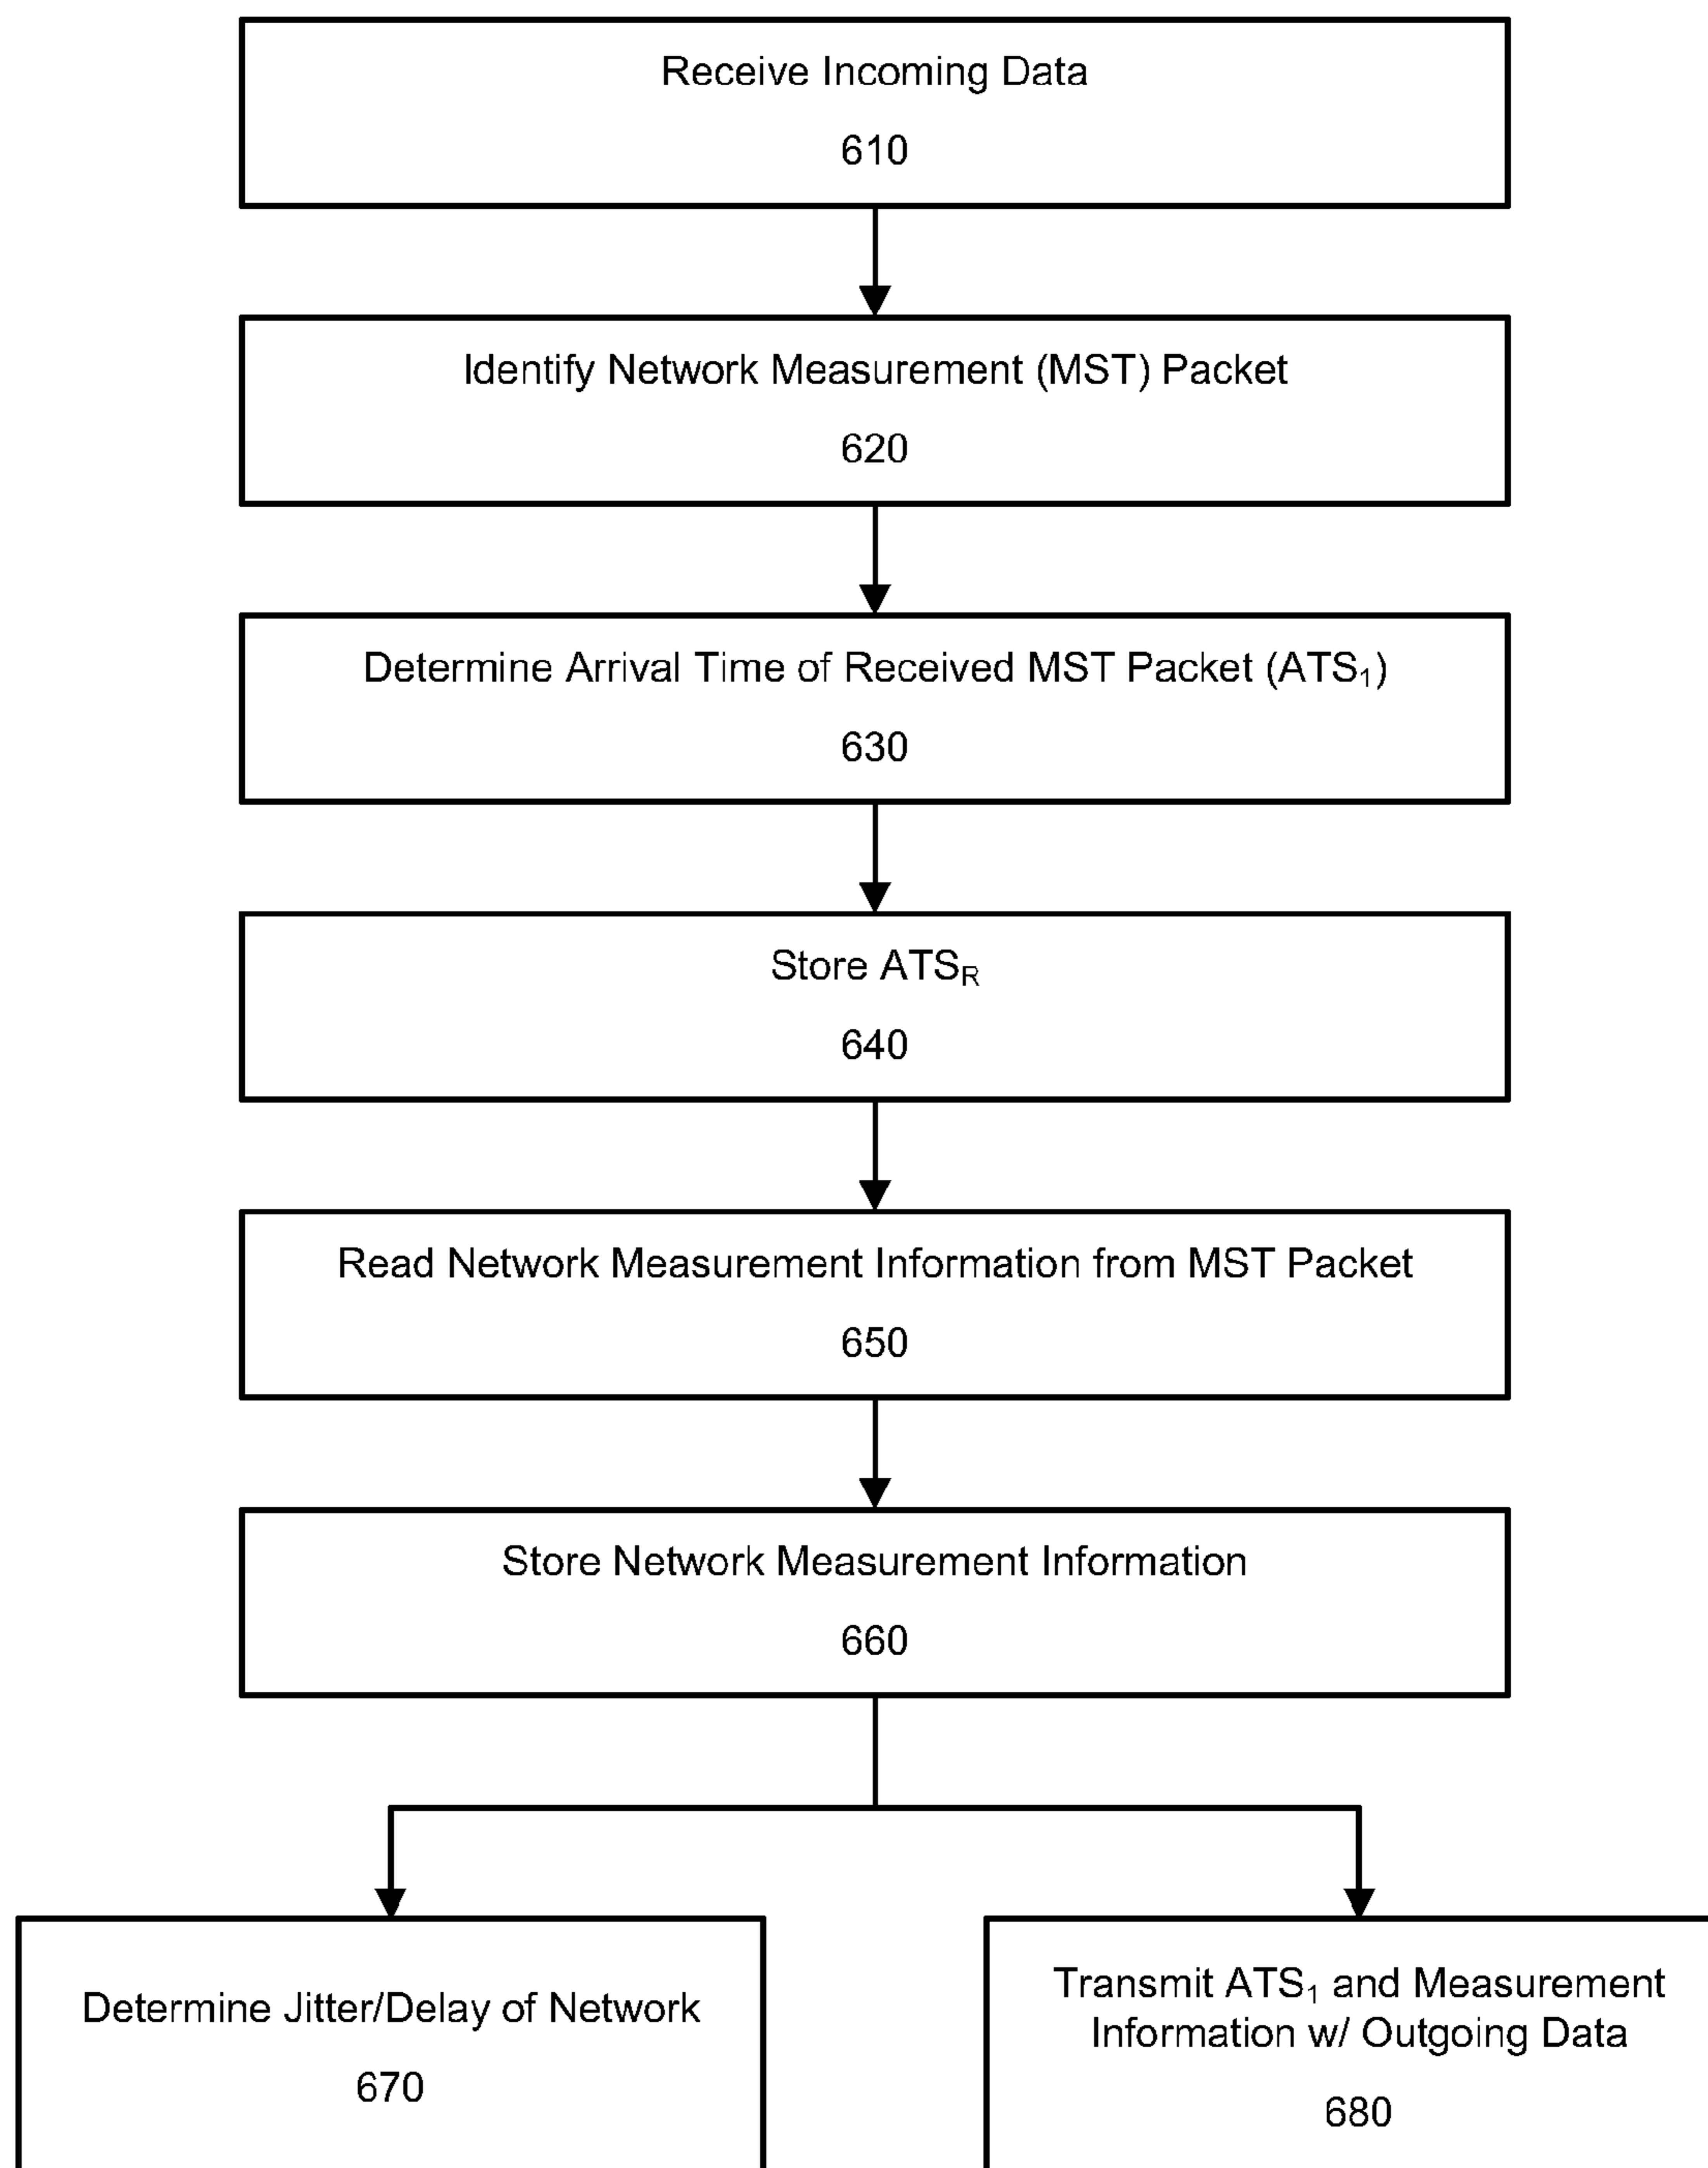 Receive Incoming Data
610
Identify Network Measurement (MST) Packet
620
Determine Arrival Time of Received MST Packet (ATS₁)
630
Store ATSR
640
Read Network Measurement Information from MST Packet
650
Store Network Measurement Information
660
Determine Jitter/Delay of Network
670
Transmit ATS₁ and Measurement
Information w/ Outgoing Data
680